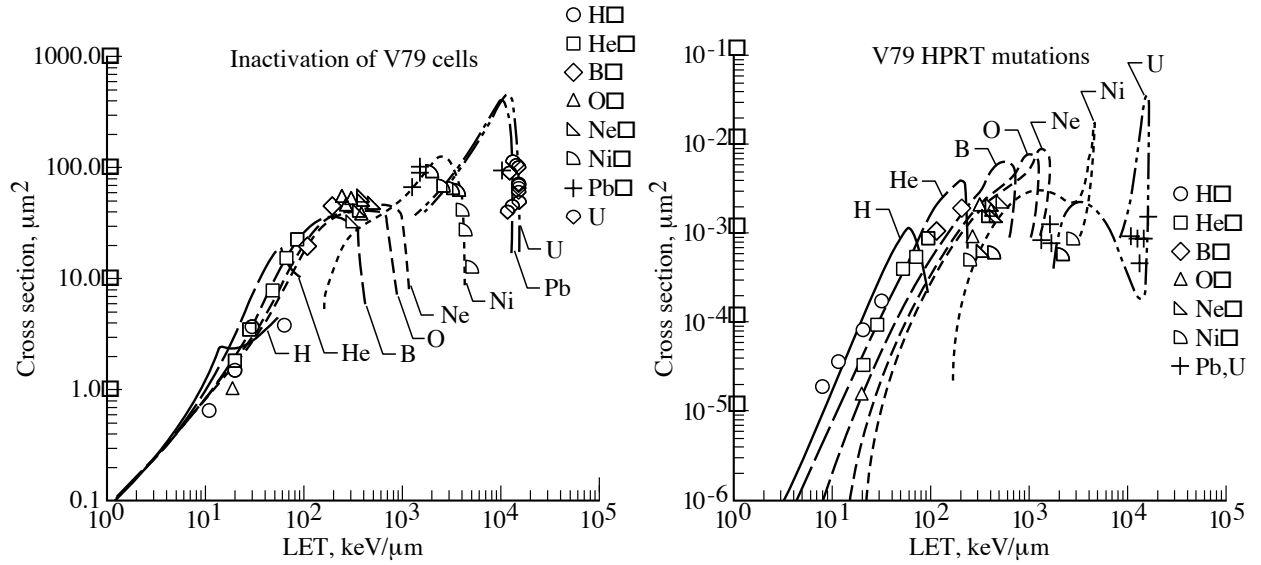 Inactivation of V79 cells
H□
He□
B□
O□
Ne□
Ni□
Pb□
U
1000.0
100.0
10.0
1.0
0.1
Cross section, μm²
10⁰
10¹
10²
10³
10⁴
10⁵
LET, keV/μm
H
He
B
O
Ne
Ni
Pb
U
V79 HPRT mutations
10⁻¹
10⁻²
10⁻³
10⁻⁴
10⁻⁵
10⁻⁶
Cross section, μm²
10⁰
10¹
10²
10³
10⁴
10⁵
LET, keV/μm
H
He
B
O
Ne
Ni
U
H□
He□
B□
O□
Ne□
Ni□
Pb,U